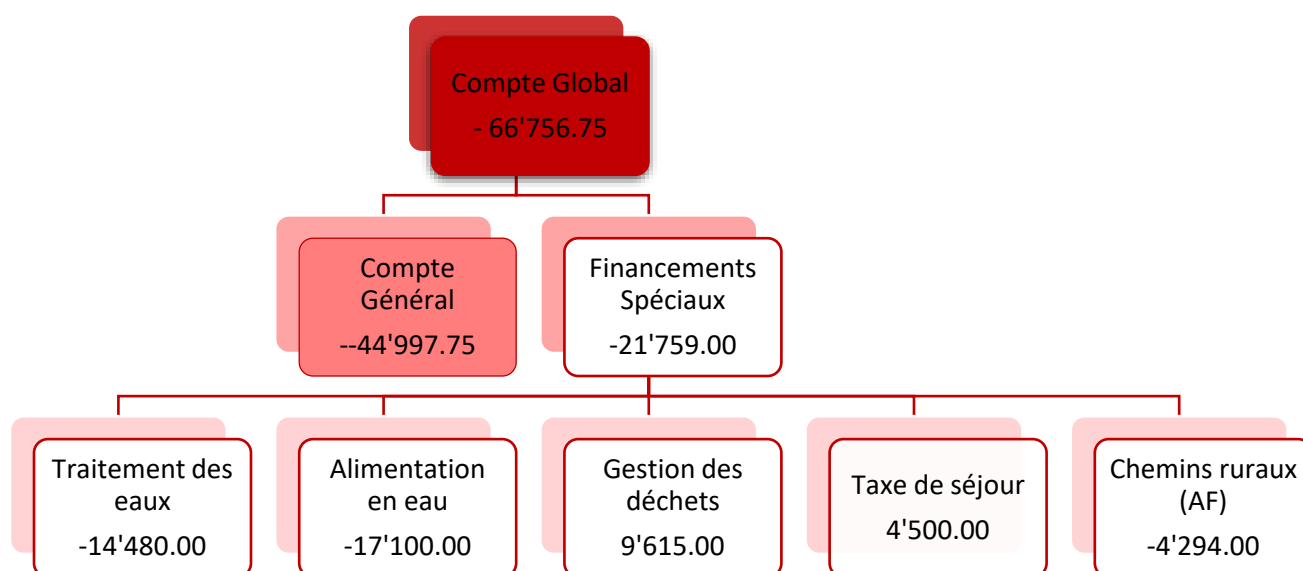 Compte Global
- 66'756.75
Compte
Général
--44'997.75
Financements
Spéciaux
-21'759.00
Traitement des
eaux
-14'480.00
Alimentation
en eau
-17'100.00
Gestion des
déchets
9'615.00
Taxe de séjour
4'500.00
Chemins ruraux
(AF)
-4'294.00